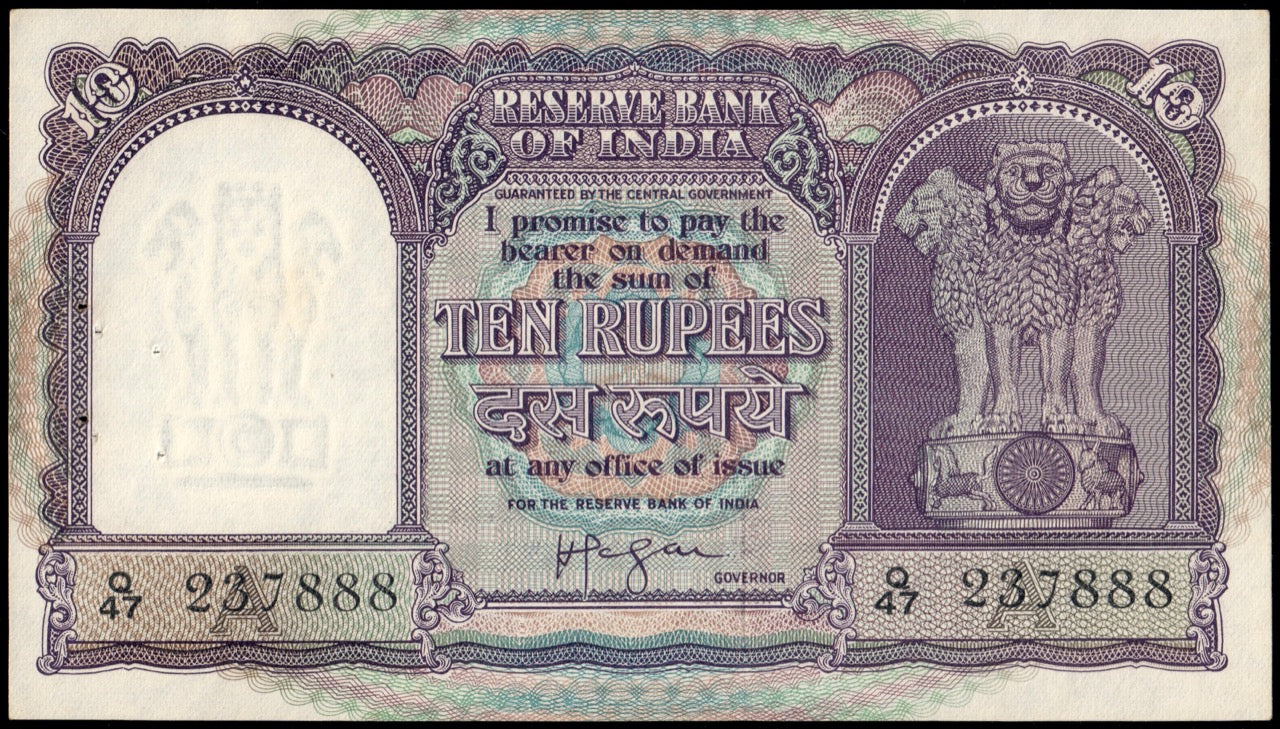 10
10
RESERVE BANK
OF INDIA
GUARANTEED BY THE CENTRAL GOVERNMENT
I promise to pay the
bearer on demand
the sum of
TEN RUPEES
दस रूपये
at any office of issue
FOR THE RESERVE BANK OF INDIA
GOVERNOR
Q
47 237888
A
Q
47 237888
A